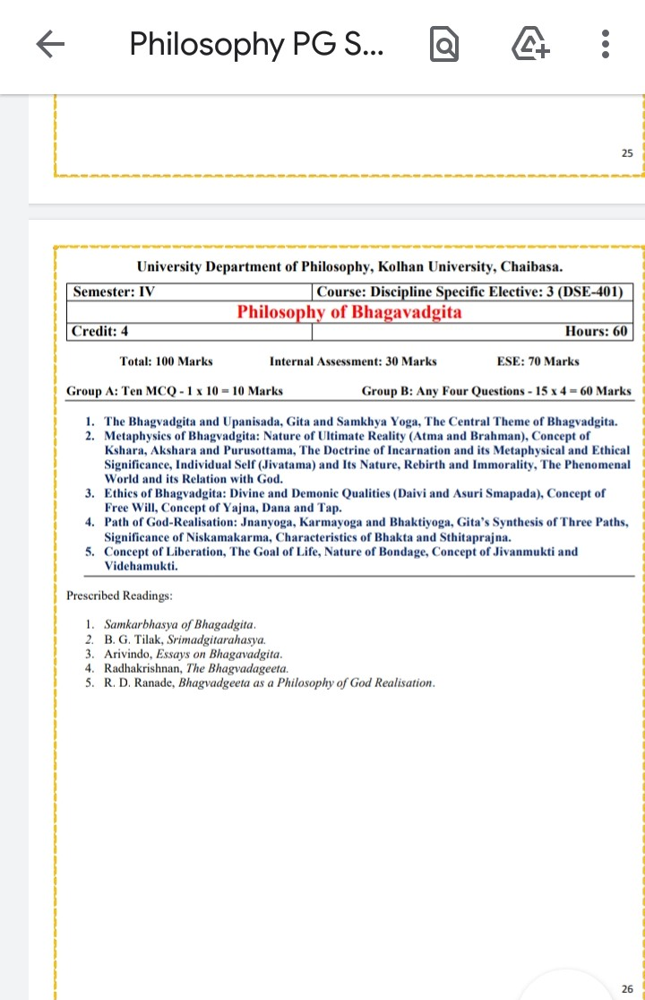 Philosophy PG S...
25
University Department of Philosophy, Kolhan University, Chaibasa.
Semester: IV Course: Discipline Specific Elective: 3 (DSE-401)
Philosophy of Bhagavadgita
Credit: 4 Hours: 60
Total: 100 Marks Internal Assessment: 30 Marks ESE: 70 Marks
Group A: Ten MCQ - 1 x 10 = 10 Marks Group B: Any Four Questions - 15 x 4 = 60 Marks
1. The Bhagvadgita and Upanisada, Gita and Samkhya Yoga, The Central Theme of Bhagvadgita.
2. Metaphysics of Bhagvadgita: Nature of Ultimate Reality (Atma and Brahman), Concept of
Kshara, Akshara and Purusottama, The Doctrine of Incarnation and its Metaphysical and Ethical
Significance, Individual Self (Jivatama) and Its Nature, Rebirth and Immorality, The Phenomenal
World and its Relation with God.
3. Ethics of Bhagvadgita: Divine and Demonic Qualities (Daivi and Asuri Smapada), Concept of
Free Will, Concept of Yajna, Dana and Tap.
4. Path of God-Realisation: Jnanyoga, Karmayoga and Bhaktiyoga, Gita's Synthesis of Three Paths,
Significance of Niskamakarma, Characteristics of Bhakta and Sthitaprajna.
5. Concept of Liberation, The Goal of Life, Nature of Bondage, Concept of Jivanmukti and
Videhamukti.
Prescribed Readings:
1. Samkarbhasya of Bhagadgita.
2. B. G. Tilak, Srimadgitarahasya.
3. Arivindo, Essays on Bhagavadgita.
4. Radhakrishnan, The Bhagvadageeta.
5. R. D. Ranade, Bhagvadgeeta as a Philosophy of God Realisation.
26